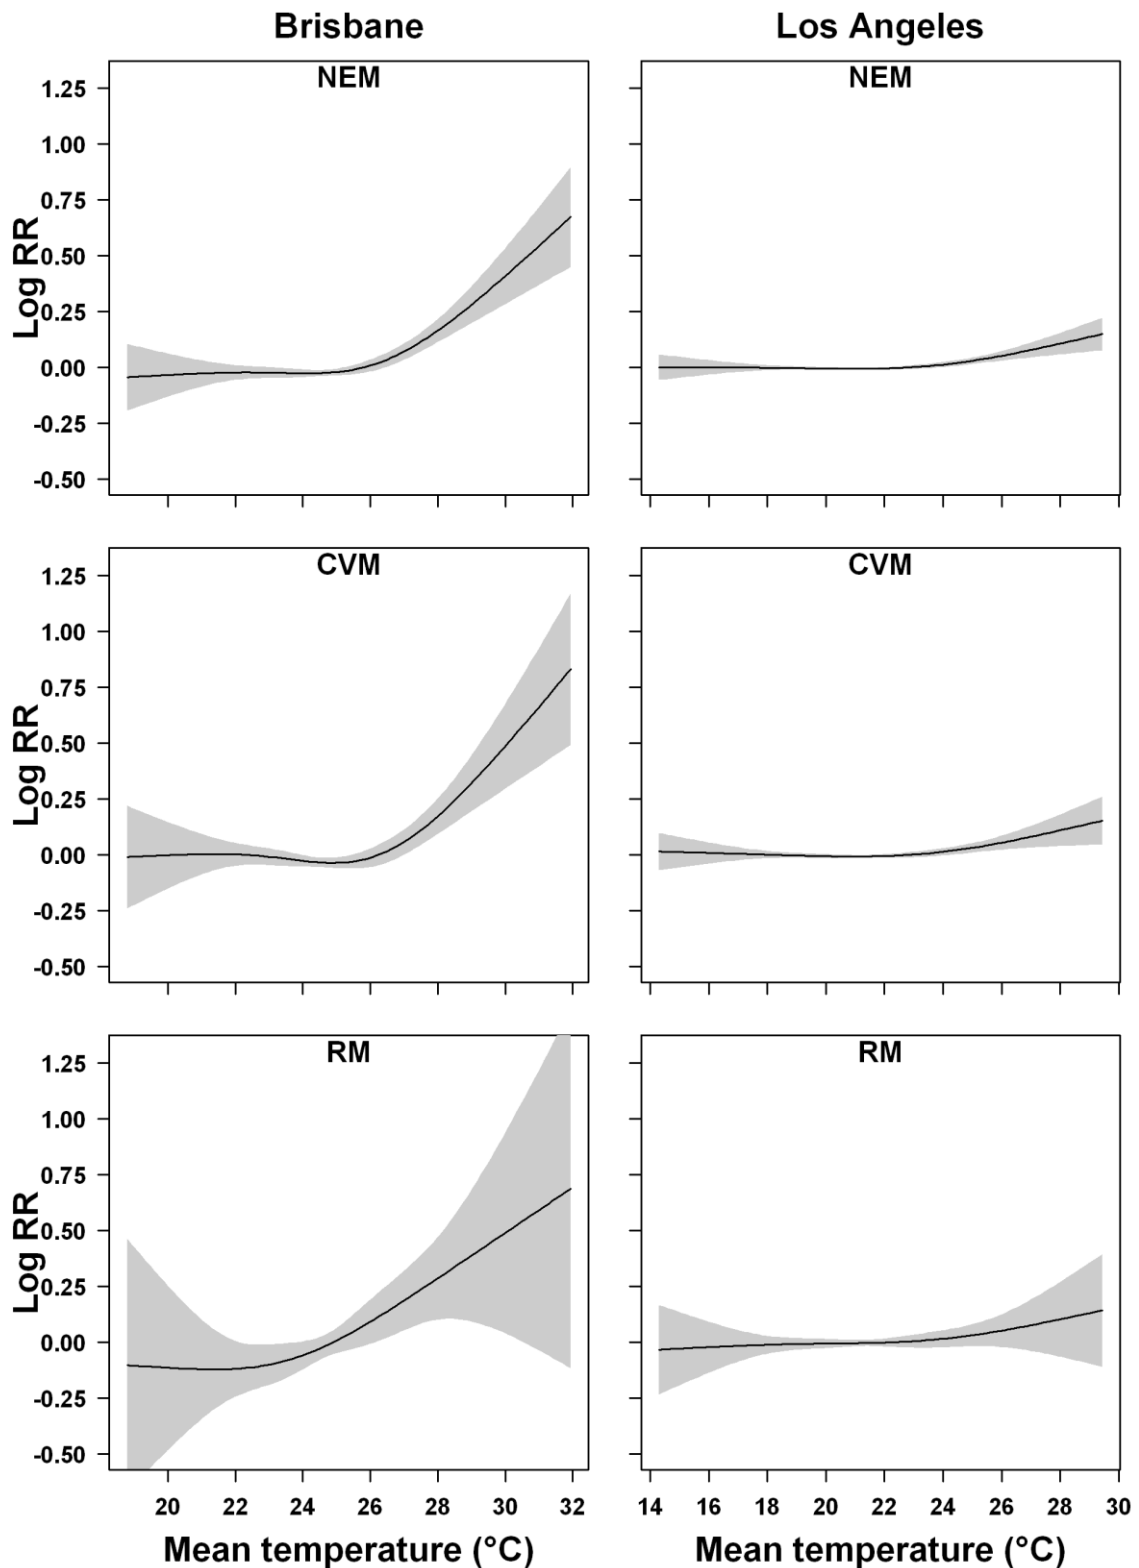 Brisbane
Los Angeles
NEM
1.25
1.00
0.75
0.50
0.25
0.00
-0.25
-0.50
Log RR
NEM
CVM
1.25
1.00
0.75
0.50
0.25
0.00
-0.25
-0.50
Log RR
CVM
RM
1.25
1.00
0.75
0.50
0.25
0.00
-0.25
-0.50
Log RR
20 22 24 26 28 30 32
Mean temperature (°C)
RM
14 16 18 20 22 24 26 28 30
Mean temperature (°C)